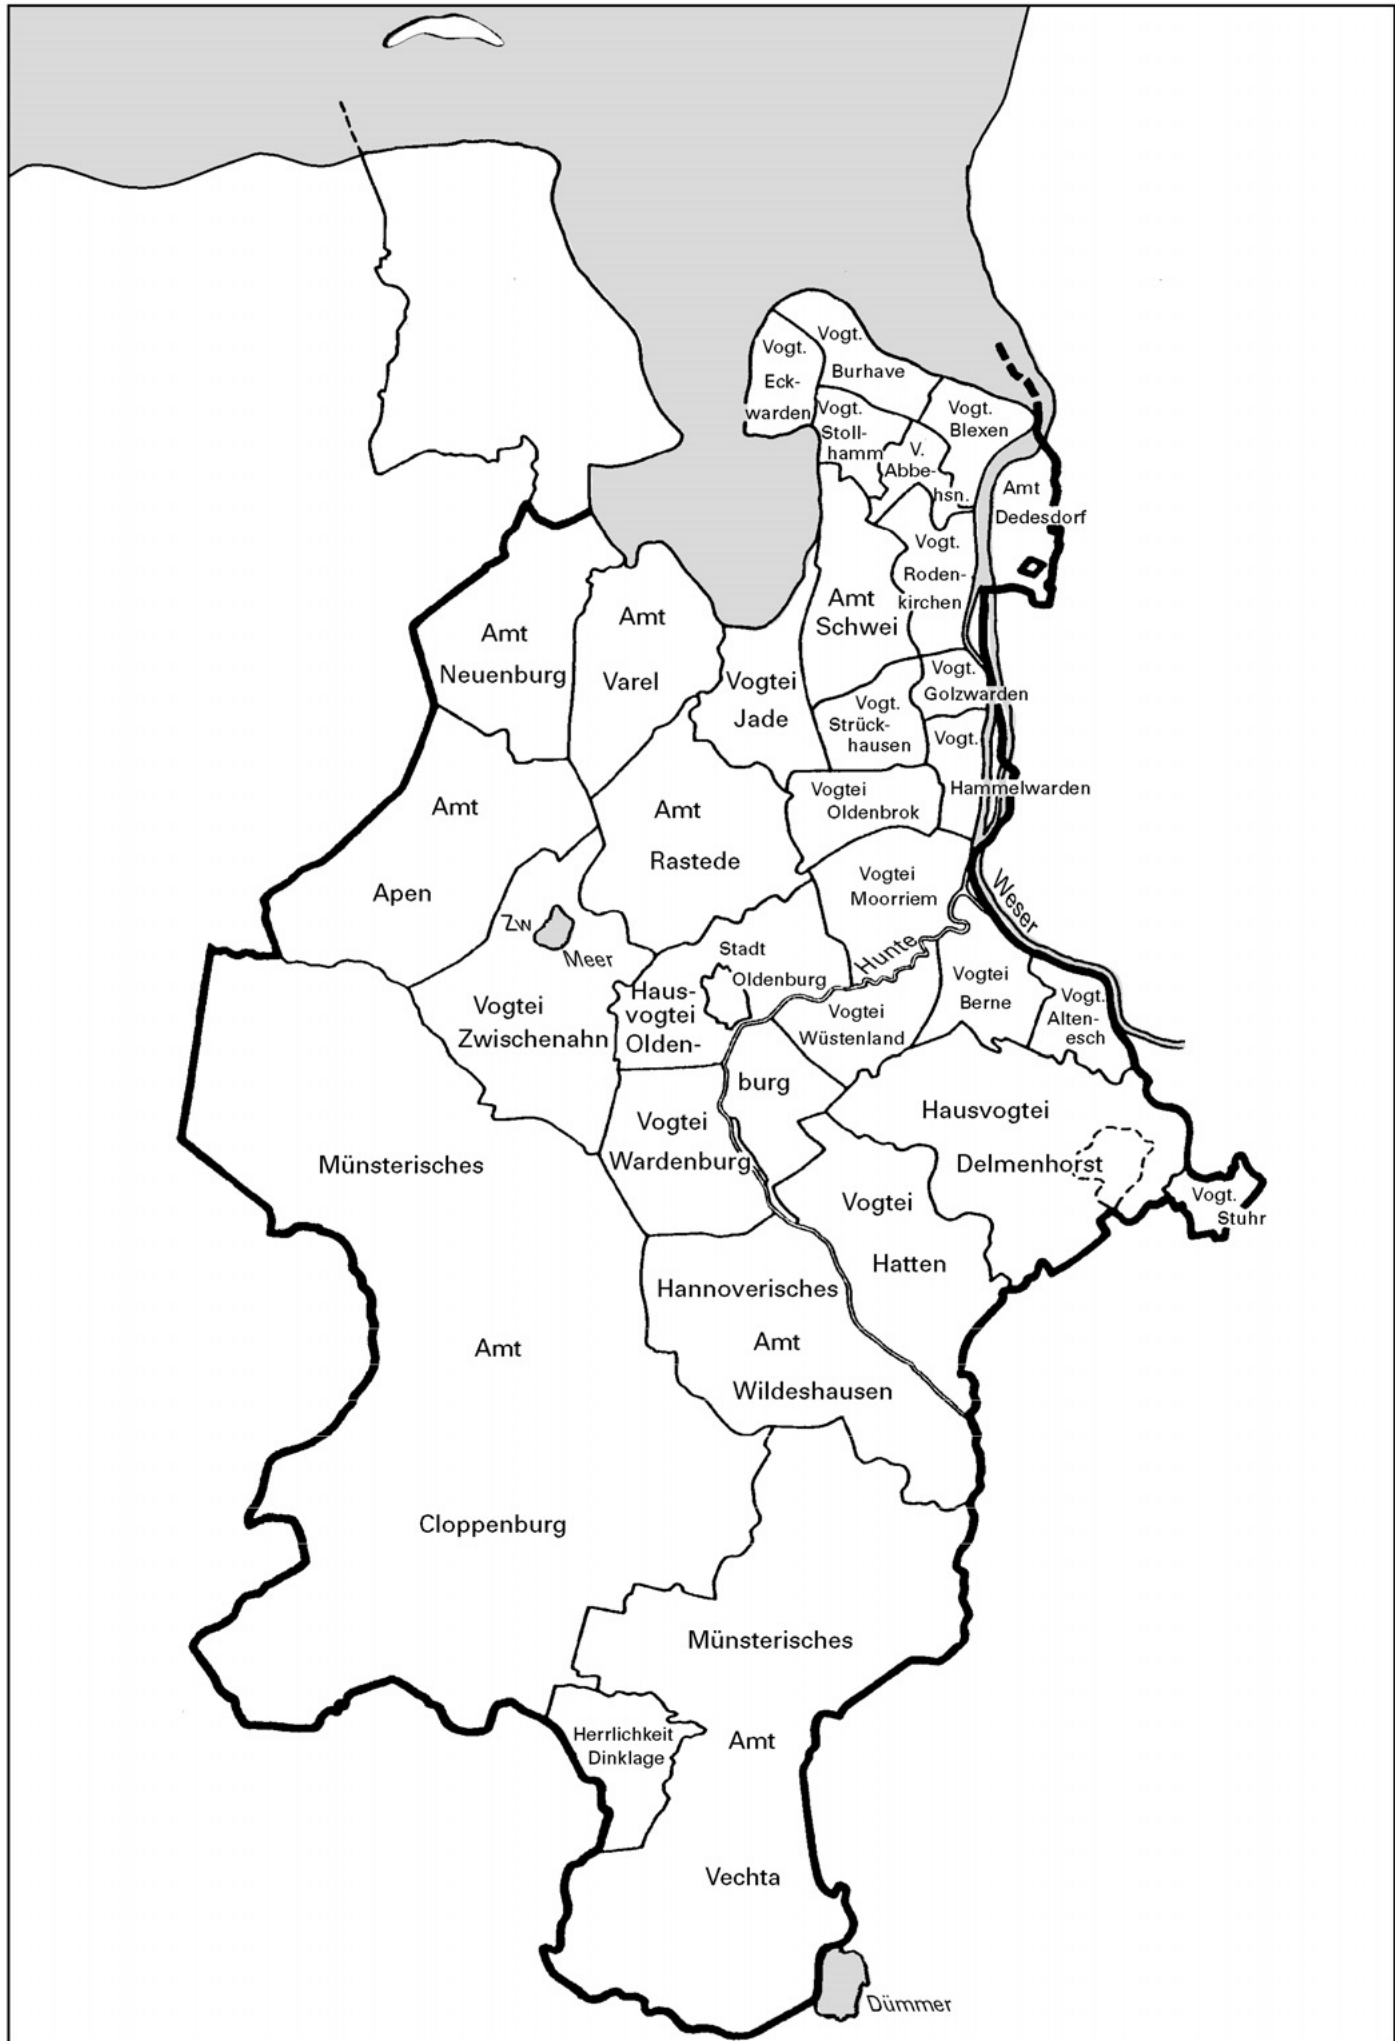 Vogt.
Burhave
Vogt.
Eck-
warden
Vogt.
Stoll-
hamm
V.
Abbe-
hsn.
Vogt.
Blexen
Amt
Dedesdorf
Vogt.
Roden-
kirchen
Amt
Schwei
Amt
Neuenburg
Amt
Varel
Vogtei
Jade
Vogt.
Golzwarden
Vogt.
Strück-
hausen
Vogt.
Hammelwarden
Vogtei
Oldenbrok
Amt
Apen
Amt
Rastede
Vogtei
Moorriem
Weser
Zw
Meer
Hunte
Stadt
Oldenburg
Haus-
vogtei
Olden-
burg
Vogtei
Zwischenahn
Vogtei
Wüstenland
Vogtei
Berne
Vogt.
Alten-
esch
Hausvogtei
Delmenhorst
Vogtei
Wardenburg
Münsterisches
Amt
Cloppenburg
Vogtei
Hatten
Vogt.
Stuhr
Hannoverisches
Amt
Wildeshausen
Münsterisches
Amt
Vechta
Herrlichkeit
Dinklage
Dümmer